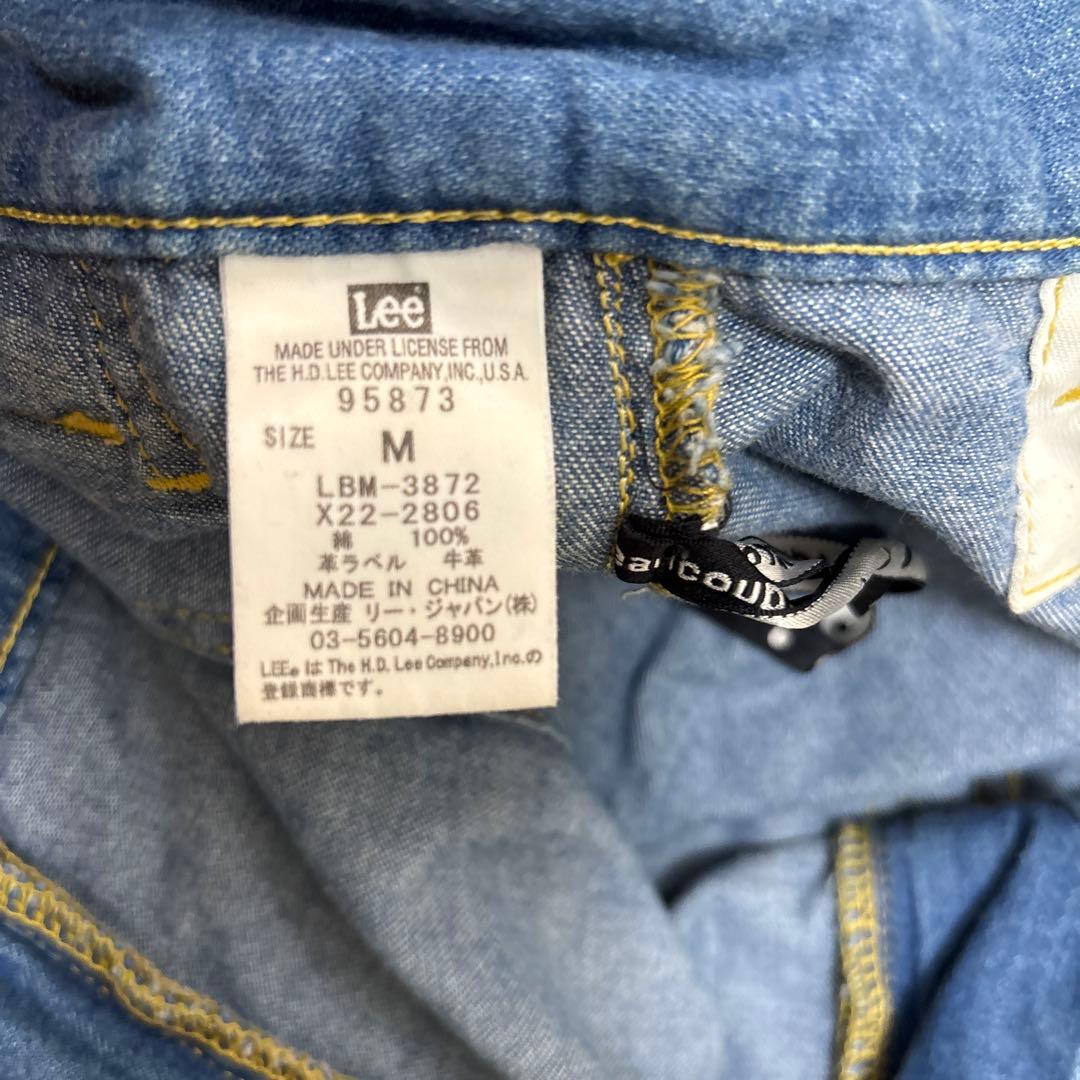 Lee
MADE UNDER LICENSE FROM
THE H.D. LEE COMPANY, INC., U.S.A.
95873
SIZE M
LBM-3872
X22-2806
綿 100%
革ラベル 牛革
MADE IN CHINA
企画生産 リー・ジャパン(株)
03-5604-8900
LEE®は The H.D. Lee Company, Inc.の
登録商標です。